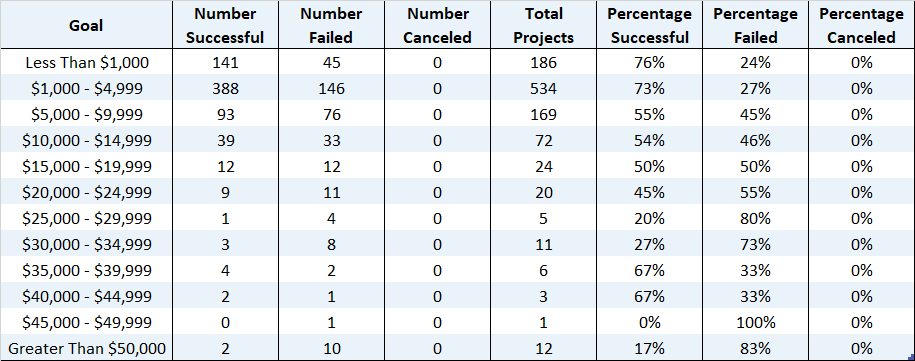 Goal Number Successful Number Failed Number Canceled Total Projects Percentage Successful Percentage Failed Percentage Canceled
Less Than $1,000 141 45 0 186 76% 24% 0%
$1,000 - $4,999 388 146 0 534 73% 27% 0%
$5,000 - $9,999 93 76 0 169 55% 45% 0%
$10,000 - $14,999 39 33 0 72 54% 46% 0%
$15,000 - $19,999 12 12 0 24 50% 50% 0%
$20,000 - $24,999 9 11 0 20 45% 55% 0%
$25,000 - $29,999 1 4 0 5 20% 80% 0%
$30,000 - $34,999 3 8 0 11 27% 73% 0%
$35,000 - $39,999 4 2 0 6 67% 33% 0%
$40,000 - $44,999 2 1 0 3 67% 33% 0%
$45,000 - $49,999 0 1 0 1 0% 100% 0%
Greater Than $50,000 2 10 0 12 17% 83% 0%